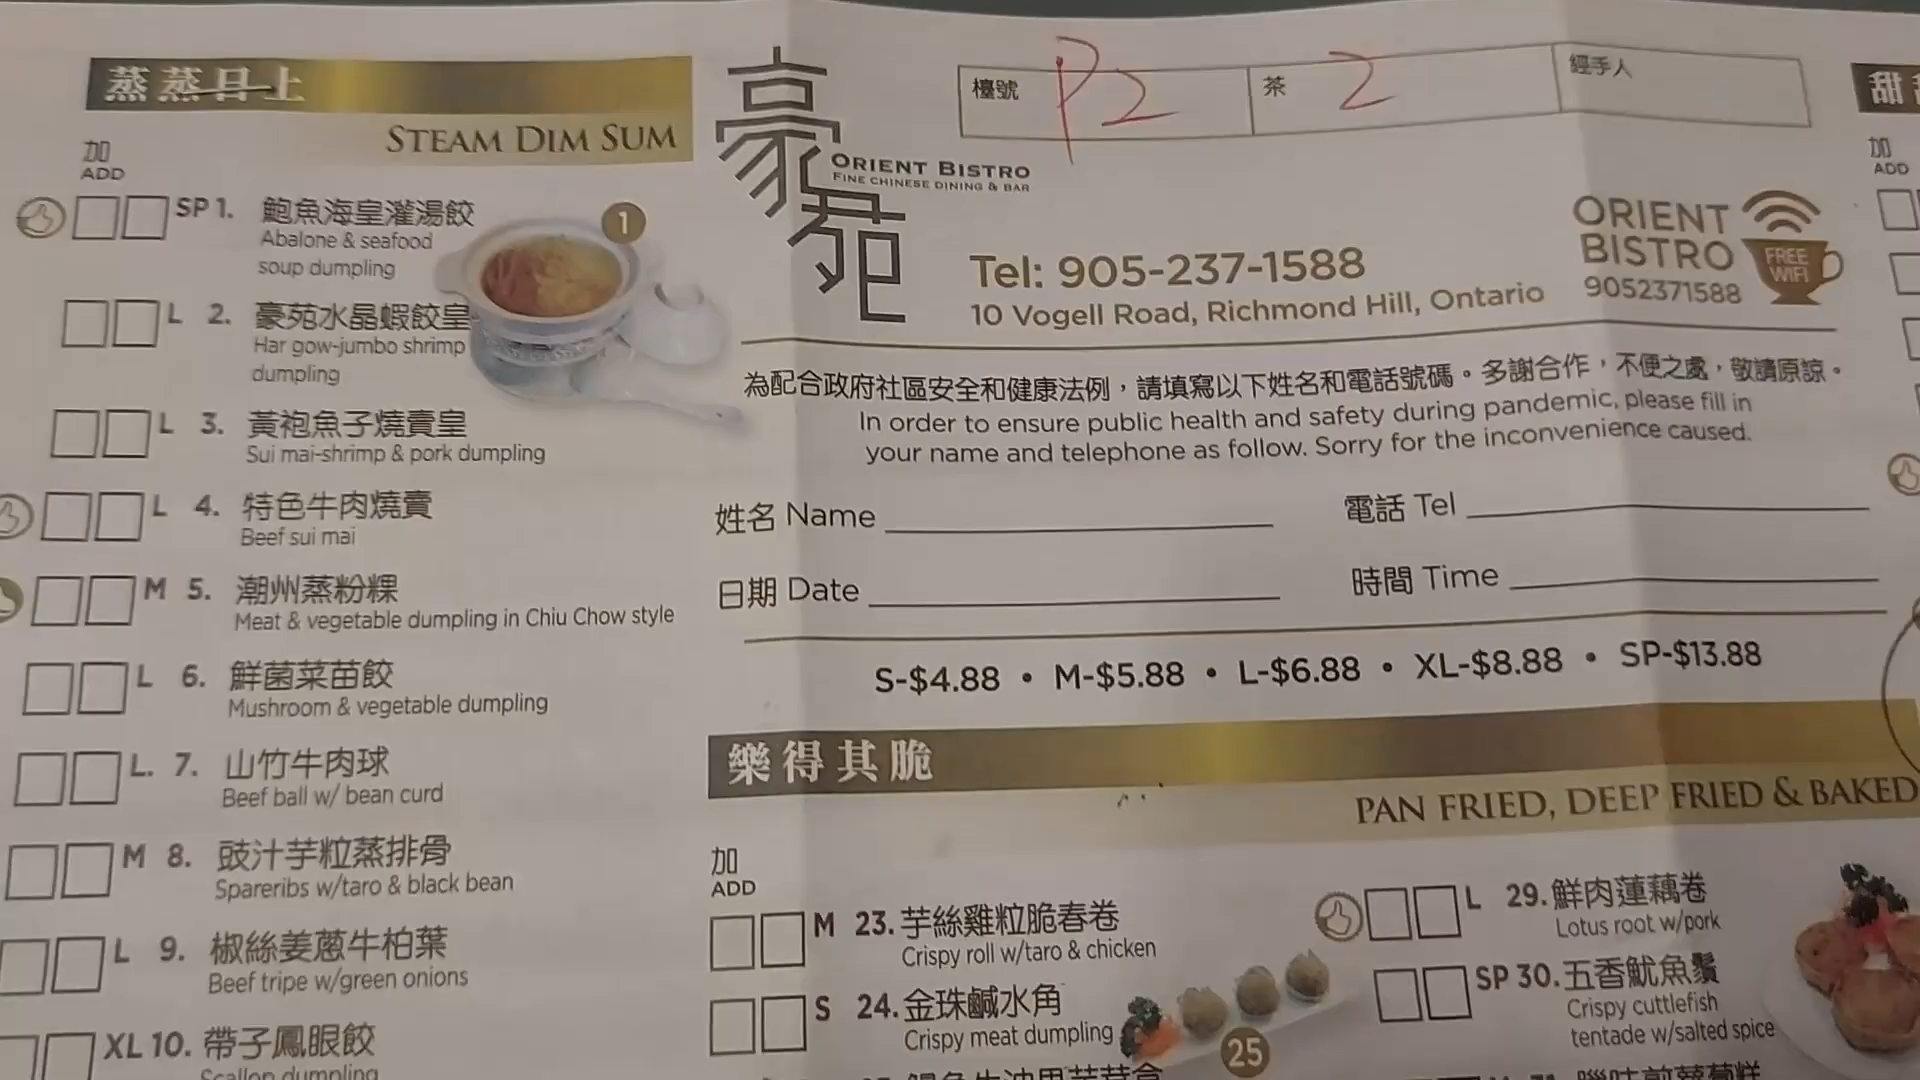 蒸蒸日上
STEAM DIM SUM
加
ADD
SP 1. 鮑魚海皇灌湯餃
Abalone & seafood
soup dumpling
1
L 2. 豪苑水晶蝦餃皇
Har gow-jumbo shrimp
dumpling
L 3. 黃袍魚子燒賣皇
Sui mai-shrimp & pork dumpling
L 4. 特色牛肉燒賣
Beef sui mai
M 5. 潮州蒸粉粿
Meat & vegetable dumpling in Chiu Chow style
L 6. 鮮菌菜苗餃
Mushroom & vegetable dumpling
L. 7. 山竹牛肉球
Beef ball w/ bean curd
M 8. 豉汁芋粒蒸排骨
Spareribs w/taro & black bean
L 9. 椒絲姜蔥牛柏葉
Beef tripe w/green onions
XL 10. 帶子鳳眼餃
Scallop dumpling
豪苑
ORIENT BISTRO
FINE CHINESE DINING & BAR
檯號 P2
茶 2
經手人
Tel: 905-237-1588
10 Vogell Road, Richmond Hill, Ontario
ORIENT
BISTRO
9052371588
FREE
WIFI
為配合政府社區安全和健康法例，請填寫以下姓名和電話號碼。多謝合作，不便之處，敬請原諒。
In order to ensure public health and safety during pandemic, please fill in
your name and telephone as follow. Sorry for the inconvenience caused.
姓名 Name
電話 Tel
日期 Date
時間 Time
S-$4.88 • M-$5.88 • L-$6.88 • XL-$8.88 • SP-$13.88
樂得其脆
PAN FRIED, DEEP FRIED & BAKED
加
ADD
M 23. 芋絲雞粒脆春卷
Crispy roll w/taro & chicken
S 24. 金珠鹹水角
Crispy meat dumpling
25
L 29. 鮮肉蓮藕卷
Lotus root w/pork
SP 30. 五香魷魚鬚
Crispy cuttlefish
tentade w/salted spice
甜
加
ADD